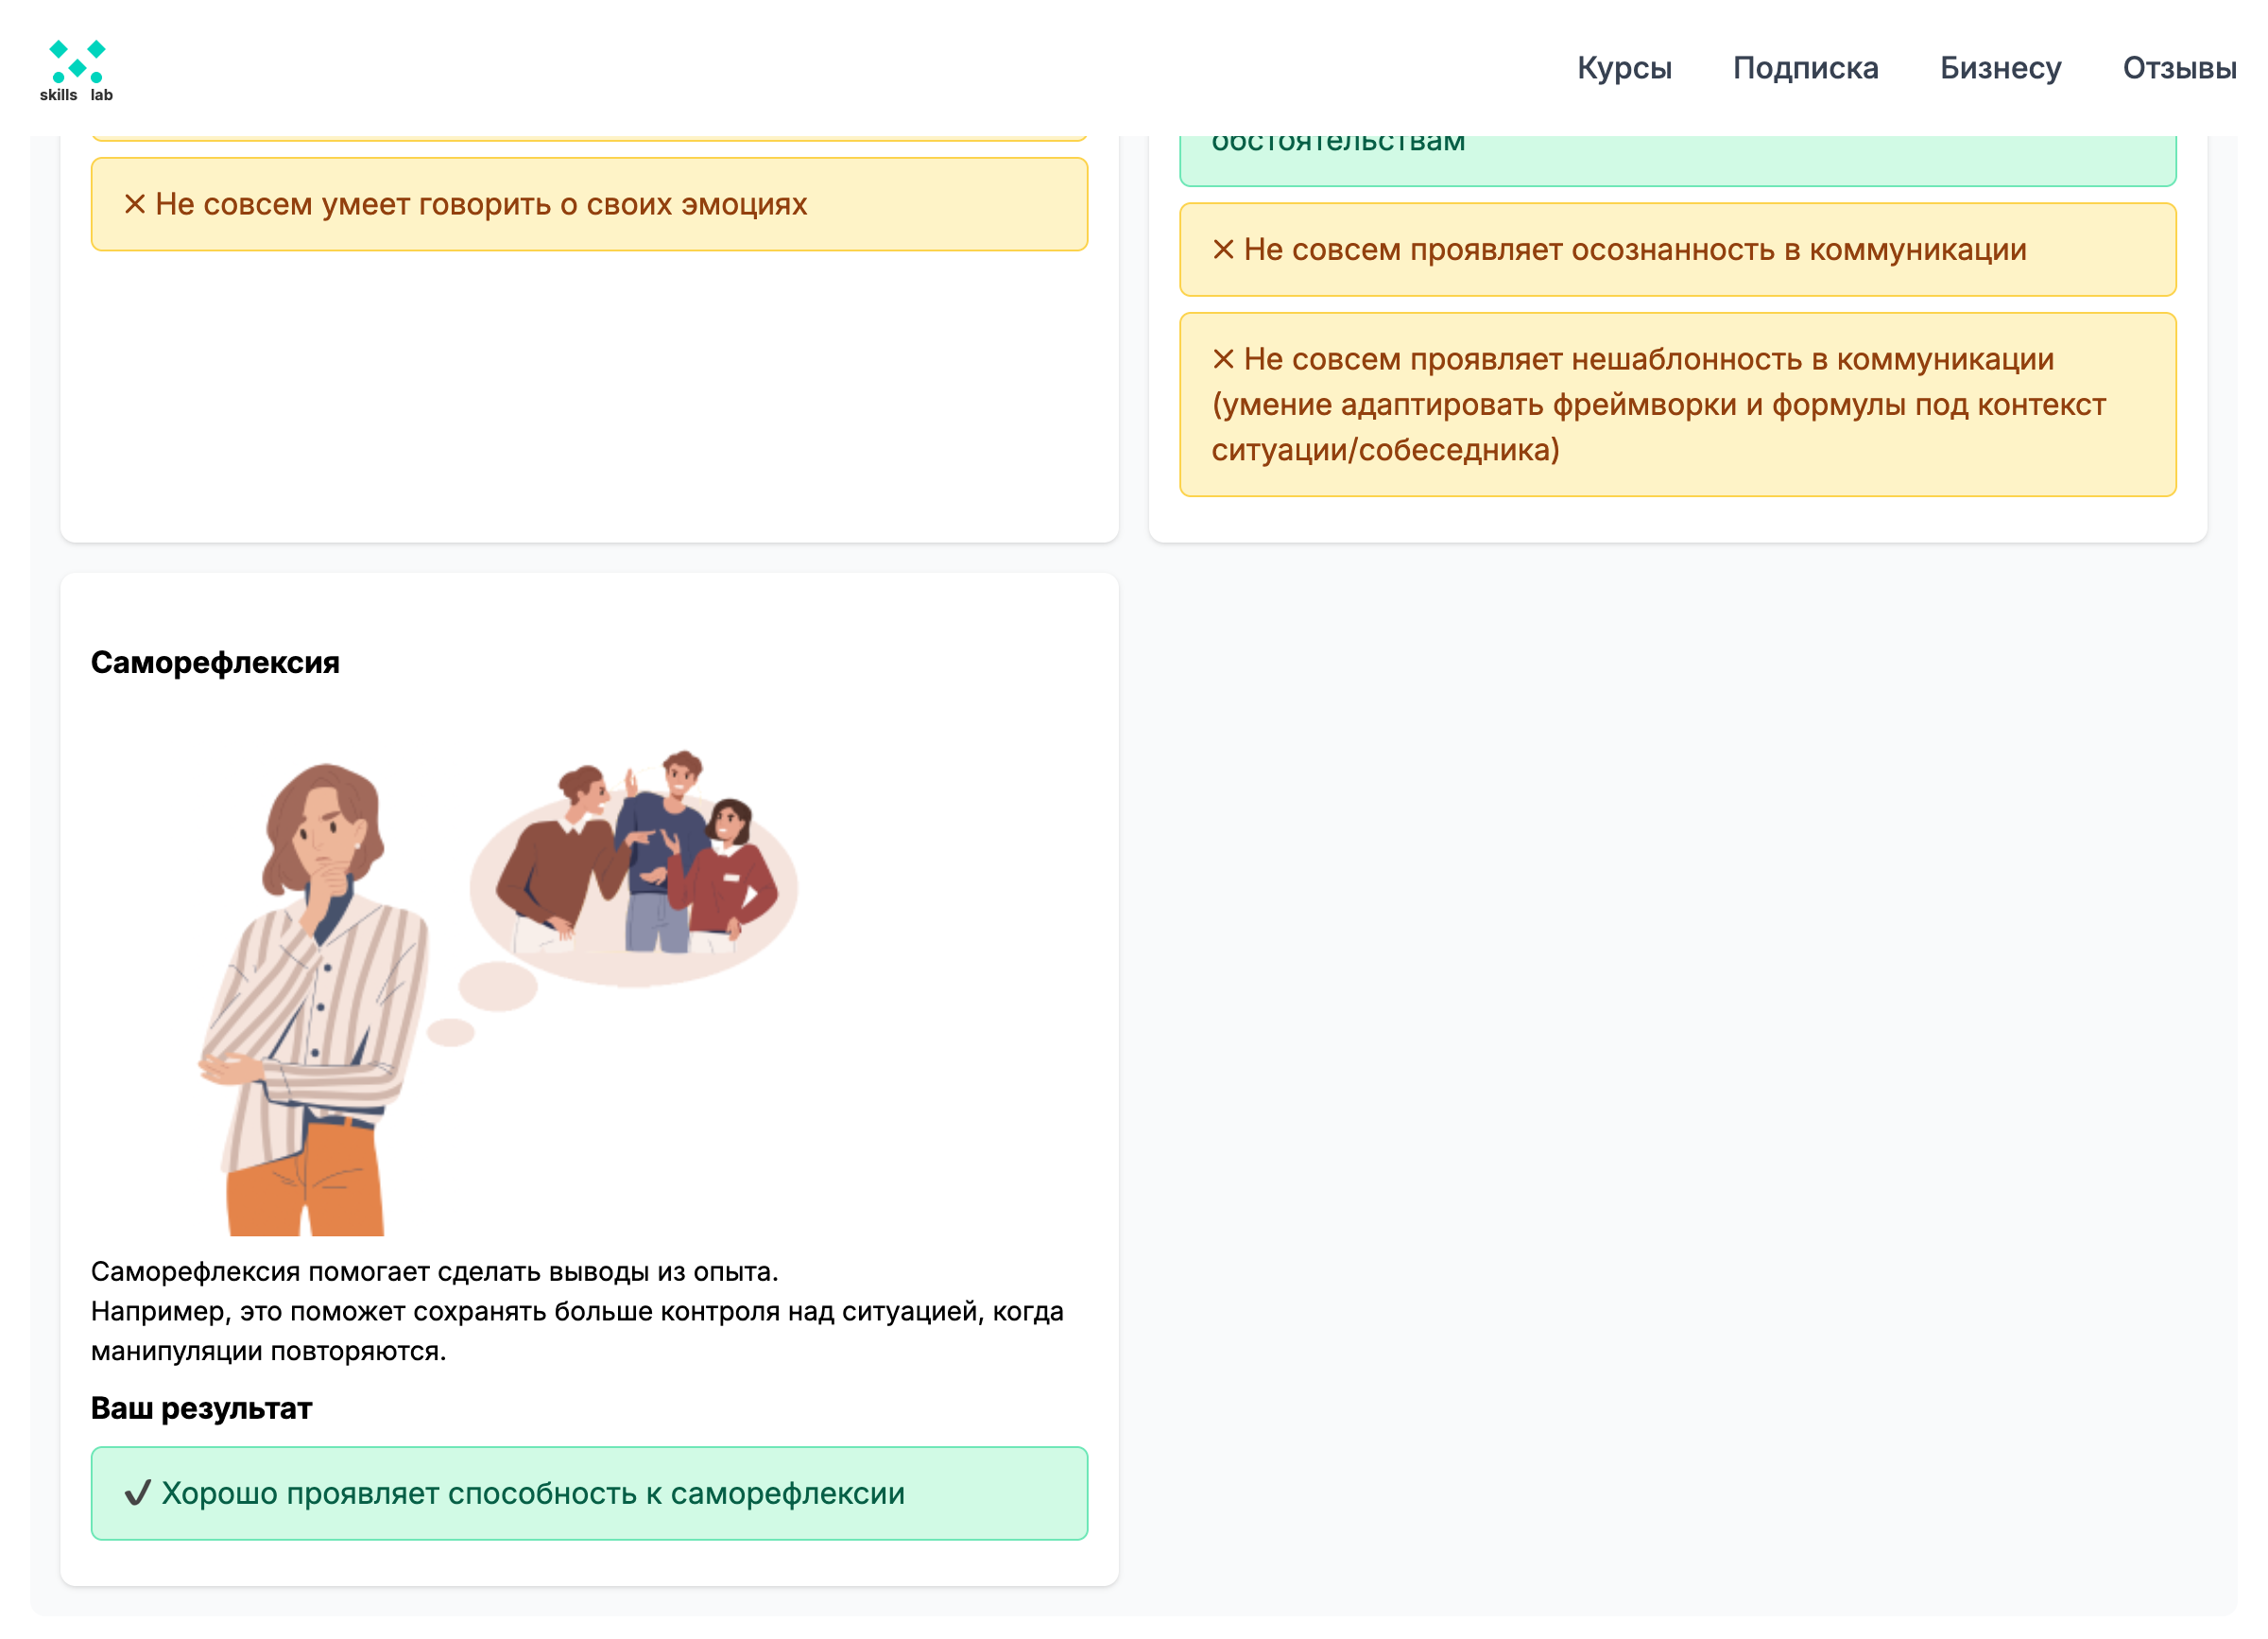 skills lab
Курсы
Подписка
Бизнесу
Отзывы
✕ Не совсем умеет говорить о своих эмоциях
обстоятельствам
✕ Не совсем проявляет осознанность в коммуникации
✕ Не совсем проявляет нешаблонность в коммуникации
(умение адаптировать фреймворки и формулы под контекст
ситуации/собеседника)
Саморефлексия
Саморефлексия помогает сделать выводы из опыта.
Например, это поможет сохранять больше контроля над ситуацией, когда
манипуляции повторяются.
Ваш результат
✔ Хорошо проявляет способность к саморефлексии